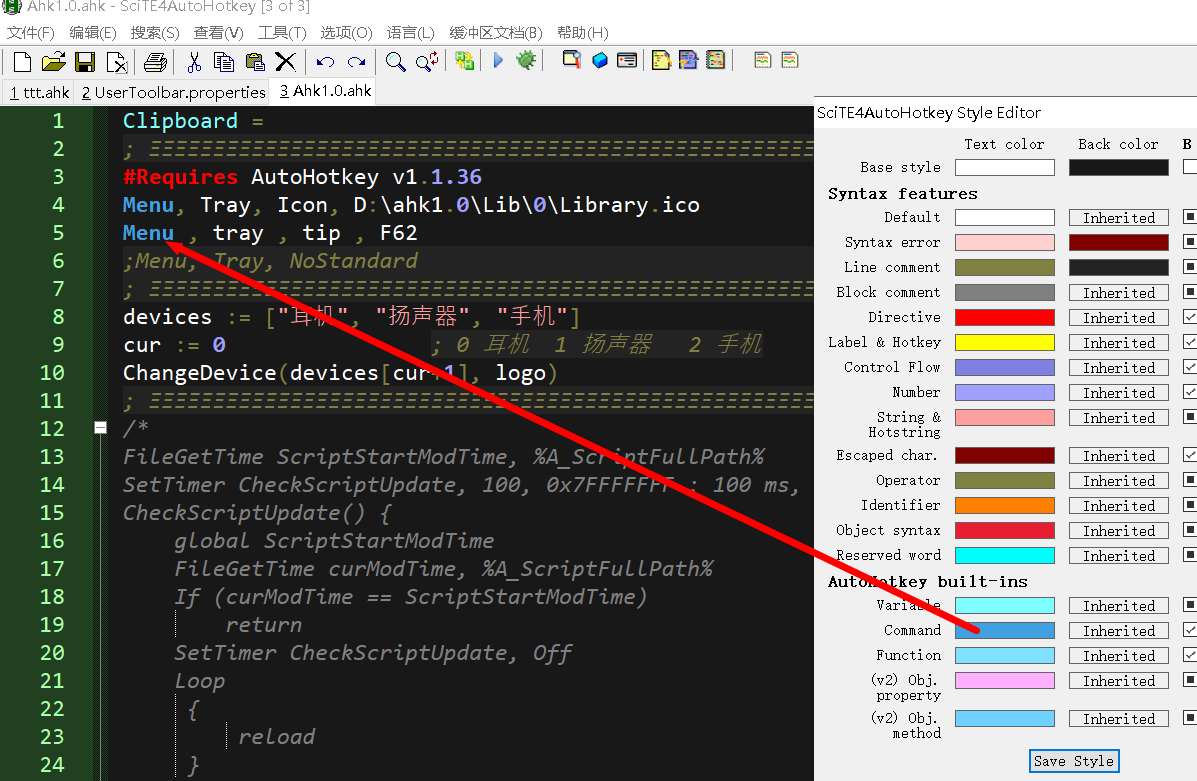 Ahk1.0.ahk - SciTE4AutoHotkey [3 of 3]
文件(F) 编辑(E) 搜索(S) 查看(V) 工具(T) 选项(O) 语言(L) 缓冲区文档(B) 帮助(H)
1 ttt.ahk 2 UserToolbar.properties 3 Ahk1.0.ahk
1 Clipboard =
2 ; ====================================================
3 #Requires AutoHotkey v1.1.36
4 Menu, Tray, Icon, D:\ahk1.0\Lib\0\Library.ico
5 Menu , tray , tip , F62
6 ;Menu, Tray, NoStandard
7 ; ====================================================
8 devices := ["耳机", "扬声器", "手机"]
9 cur := 0 ; 0 耳机 1 扬声器 2 手机
10 ChangeDevice(devices[cur+1], logo)
11 ; ====================================================
12 /*
13 FileGetTime ScriptStartModTime, %A_ScriptFullPath%
14 SetTimer CheckScriptUpdate, 100, 0x7FFFFFFF ; 100 ms,
15 CheckScriptUpdate() {
16 global ScriptStartModTime
17 FileGetTime curModTime, %A_ScriptFullPath%
18 If (curModTime == ScriptStartModTime)
19 return
20 SetTimer CheckScriptUpdate, Off
21 Loop
22 {
23 reload
24 }
SciTE4AutoHotkey Style Editor
Text color Back color B
Base style
Syntax features
Default Inherited
Syntax error
Line comment
Block comment Inherited
Directive Inherited
Label & Hotkey Inherited
Control Flow Inherited
Number Inherited
String & Inherited
Hotstring
Escaped char. Inherited
Operator Inherited
Identifier Inherited
Object syntax Inherited
Reserved word Inherited
AutoHotkey built-ins
Variable Inherited
Command Inherited
Function Inherited
(v2) Obj. Inherited
property
(v2) Obj. Inherited
method
Save Style